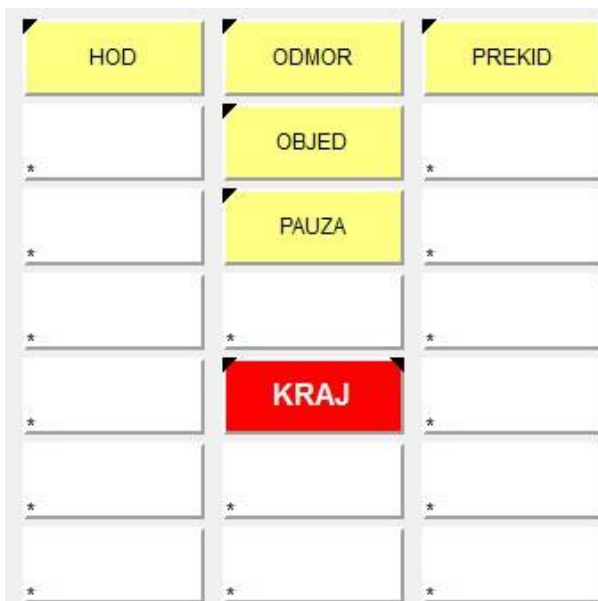 HOD ODMOR PREKID
* OBJED *
* PAUZA *
* * *
* KRAJ *
* * *
* * *